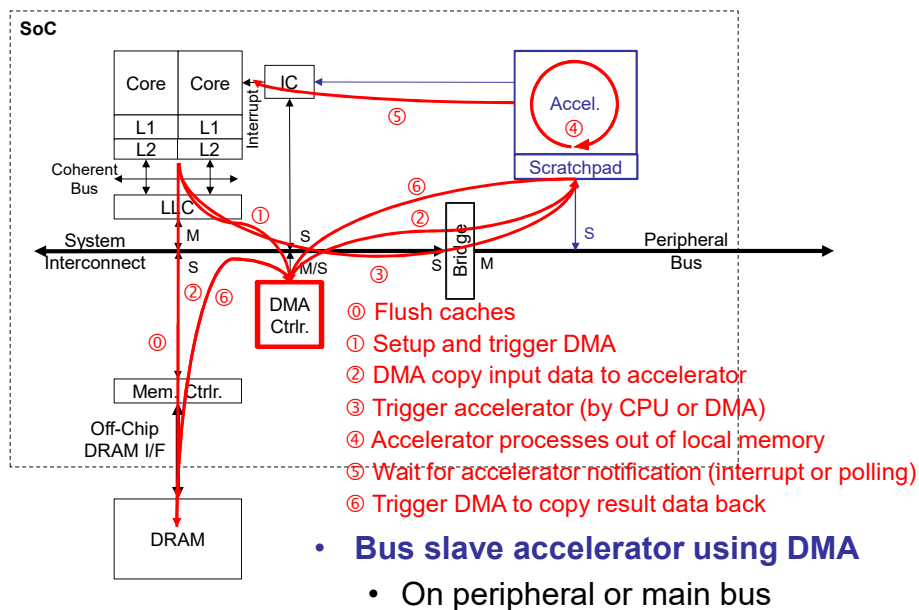 SoC
Core
Core
IC
Interrupt
L1
L1
L2
L2
Coherent
Bus
LLC
M
System
Interconnect
S
S
M/S
DMA
Ctrlr.
Accel.
④
Scratchpad
S
Bridge
S
M
Peripheral
Bus
⑤
⑥
①
②
③
②
⑥
⓪
Mem. Ctrlr.
Off-Chip
DRAM I/F
DRAM
⓪ Flush caches
① Setup and trigger DMA
② DMA copy input data to accelerator
③ Trigger accelerator (by CPU or DMA)
④ Accelerator processes out of local memory
⑤ Wait for accelerator notification (interrupt or polling)
⑥ Trigger DMA to copy result data back
• Bus slave accelerator using DMA
• On peripheral or main bus